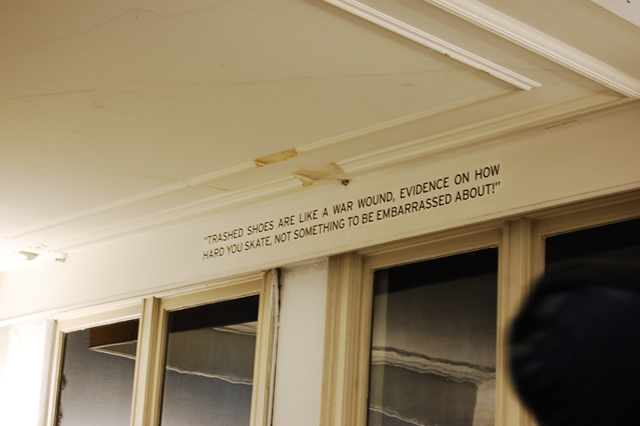 "TRASHED SHOES ARE LIKE A WAR WOUND, EVIDENCE ON HOW
HARD YOU SKATE, NOT SOMETHING TO BE EMBARRASSED ABOUT!"